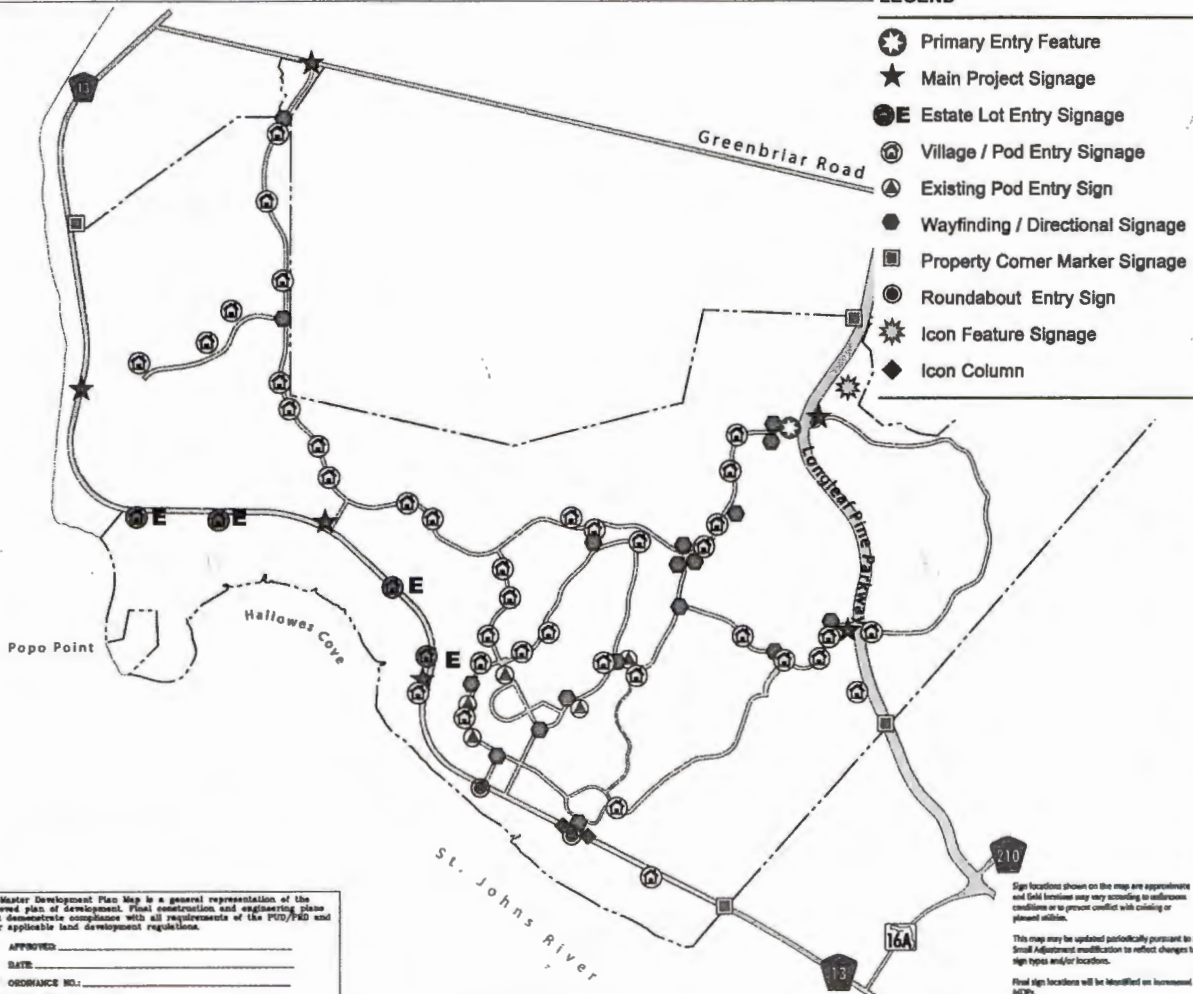 LEGEND
Primary Entry Feature
Main Project Signage
E Estate Lot Entry Signage
Village / Pod Entry Signage
Existing Pod Entry Sign
Wayfinding / Directional Signage
Property Corner Marker Signage
Roundabout Entry Sign
Icon Feature Signage
Icon Column
13
Greenbriar Road
Longleaf Pine Parkway
E
E
E
E
Hallowes Cove
Popo Point
St. Johns River
210
16A
13
Master Development Plan Map is a general representation of the
plan of development. Final construction and engineering plans
demonstrate compliance with all requirements of the PUD/PRD and
applicable land development regulations.
APPROVED:
DATE:
ORDINANCE NO.:
Sign locations shown on the map are approximate
and field locations may vary according to
conditions or to prevent conflict with existing or
planned utilities.
This map may be updated periodically pursuant to
Small Adjustment modification to reflect changes to
sign types and/or locations.
Final sign locations will be identified on incremental
MDPs